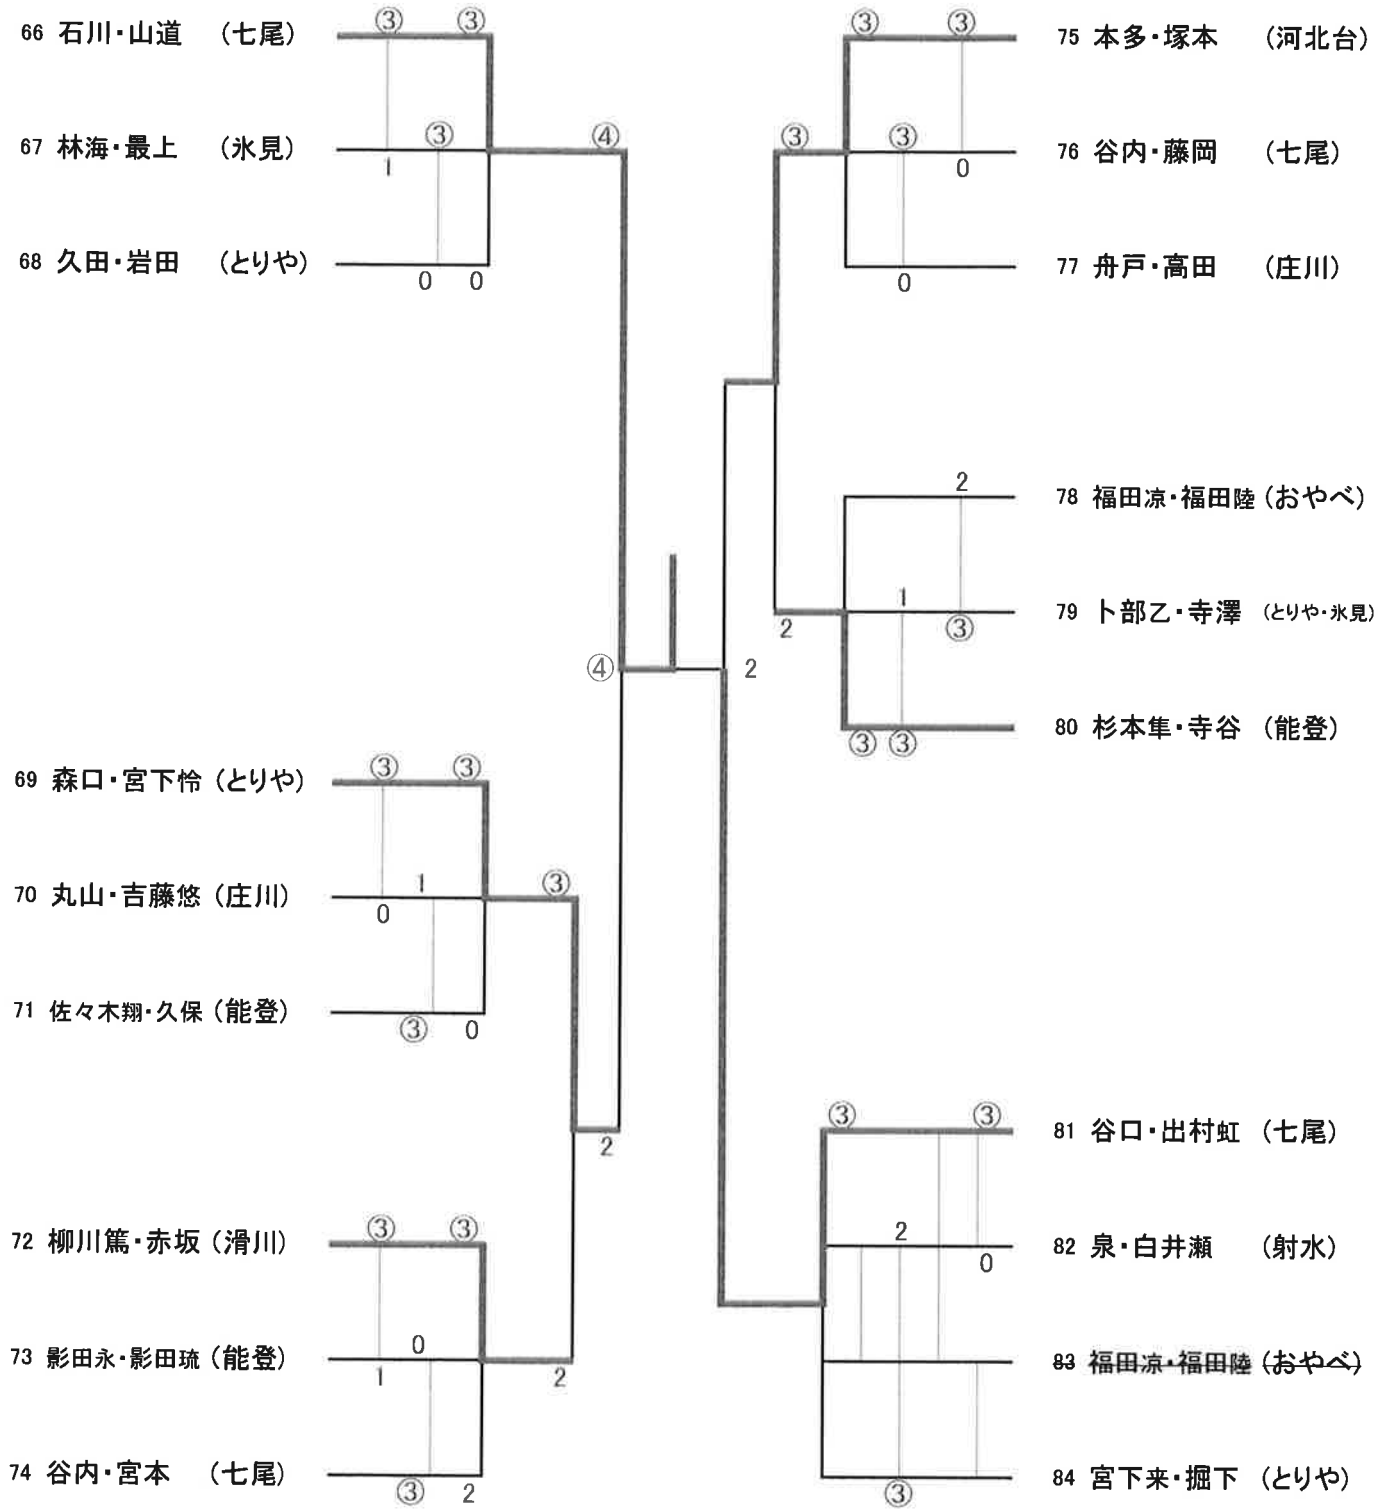 66 石川・山道 (七尾)
③ ③
67 林海・最上 (氷見)
③
1
④
68 久田・岩田 (とりや)
0 0
④
69 森口・宮下怜 (とりや)
③ ③
70 丸山・吉藤悠 (庄川)
1
0
③
71 佐々木翔・久保 (能登)
③ 0
2
72 柳川篤・赤坂 (滑川)
③ ③
73 影田永・影田琉 (能登)
0
1
2
74 谷内・宮本 (七尾)
③ 2
③ ③
75 本多・塚本 (河北台)
③ ③
0
76 谷内・藤岡 (七尾)
0
77 舟戸・高田 (庄川)
2
78 福田凉・福田陸 (おやべ)
1
2
③
79 卜部乙・寺澤 (とりや・氷見)
③ ③
80 杉本隼・寺谷 (能登)
2
③ ③
81 谷口・出村虹 (七尾)
2
0
82 泉・白井瀬 (射水)
83 福田凉・福田陸 (おやべ)
③
84 宮下来・掘下 (とりや)